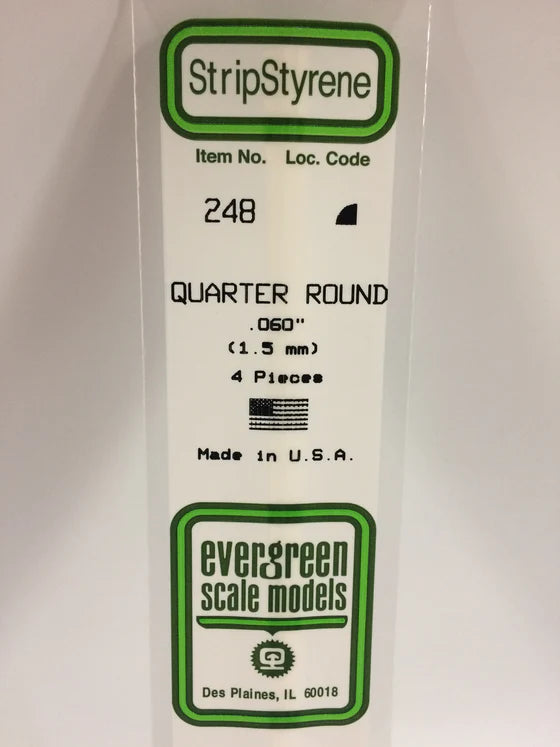 StripStyrene
Item No. Loc. Code
248
QUARTER ROUND
.060"
(1.5 mm)
4 Pieces
Made in U.S.A.
evergreen
scale models
Des Plaines, IL 60018